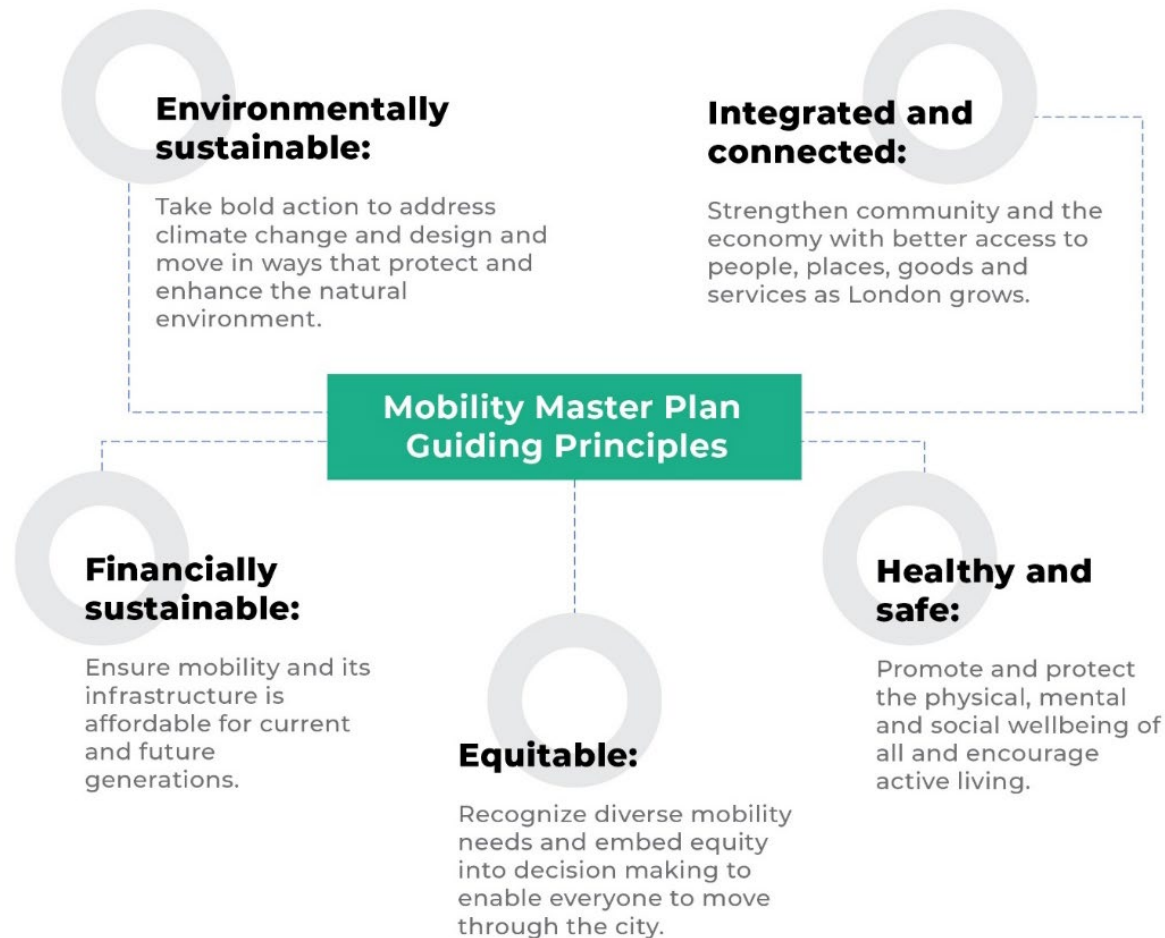 Environmentally
sustainable:
Take bold action to address
climate change and design and
move in ways that protect and
enhance the natural
environment.
Integrated and
connected:
Strengthen community and the
economy with better access to
people, places, goods and
services as London grows.
Mobility Master Plan
Guiding Principles
Financially
sustainable:
Ensure mobility and its
infrastructure is
affordable for current
and future
generations.
Equitable:
Recognize diverse mobility
needs and embed equity
into decision making to
enable everyone to move
through the city.
Healthy and
safe:
Promote and protect
the physical, mental
and social wellbeing of
all and encourage
active living.